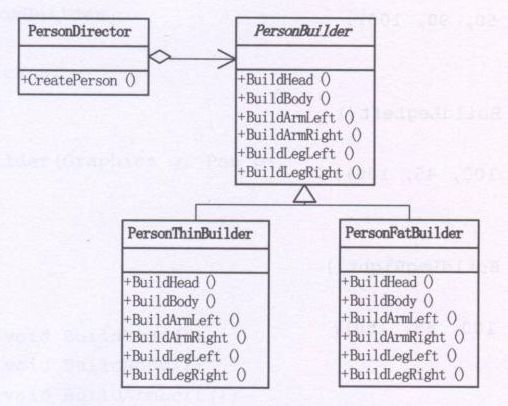 PersonDirector
+CreatePerson ()
PersonBuilder
+BuildHead ()
+BuildBody ()
+BuildArmLeft ()
+BuildArmRight ()
+BuildLegLeft ()
+BuildLegRight ()
PersonThinBuilder
+BuildHead ()
+BuildBody ()
+BuildArmLeft ()
+BuildArmRight ()
+BuildLegLeft ()
+BuildLegRight ()
PersonFatBuilder
+BuildHead ()
+BuildBody ()
+BuildArmLeft ()
+BuildArmRight ()
+BuildLegLeft ()
+BuildLegRight ()